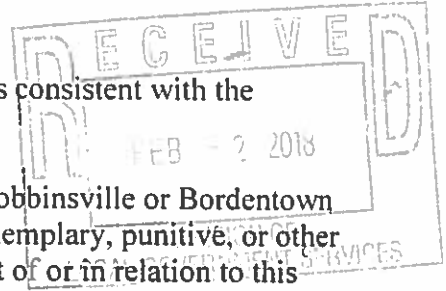 RECEIVED
s consistent with the
FEB 2 2018
obbinsville or Bordentown
emplary, punitive, or other
SERVICES
t of or in relation to this